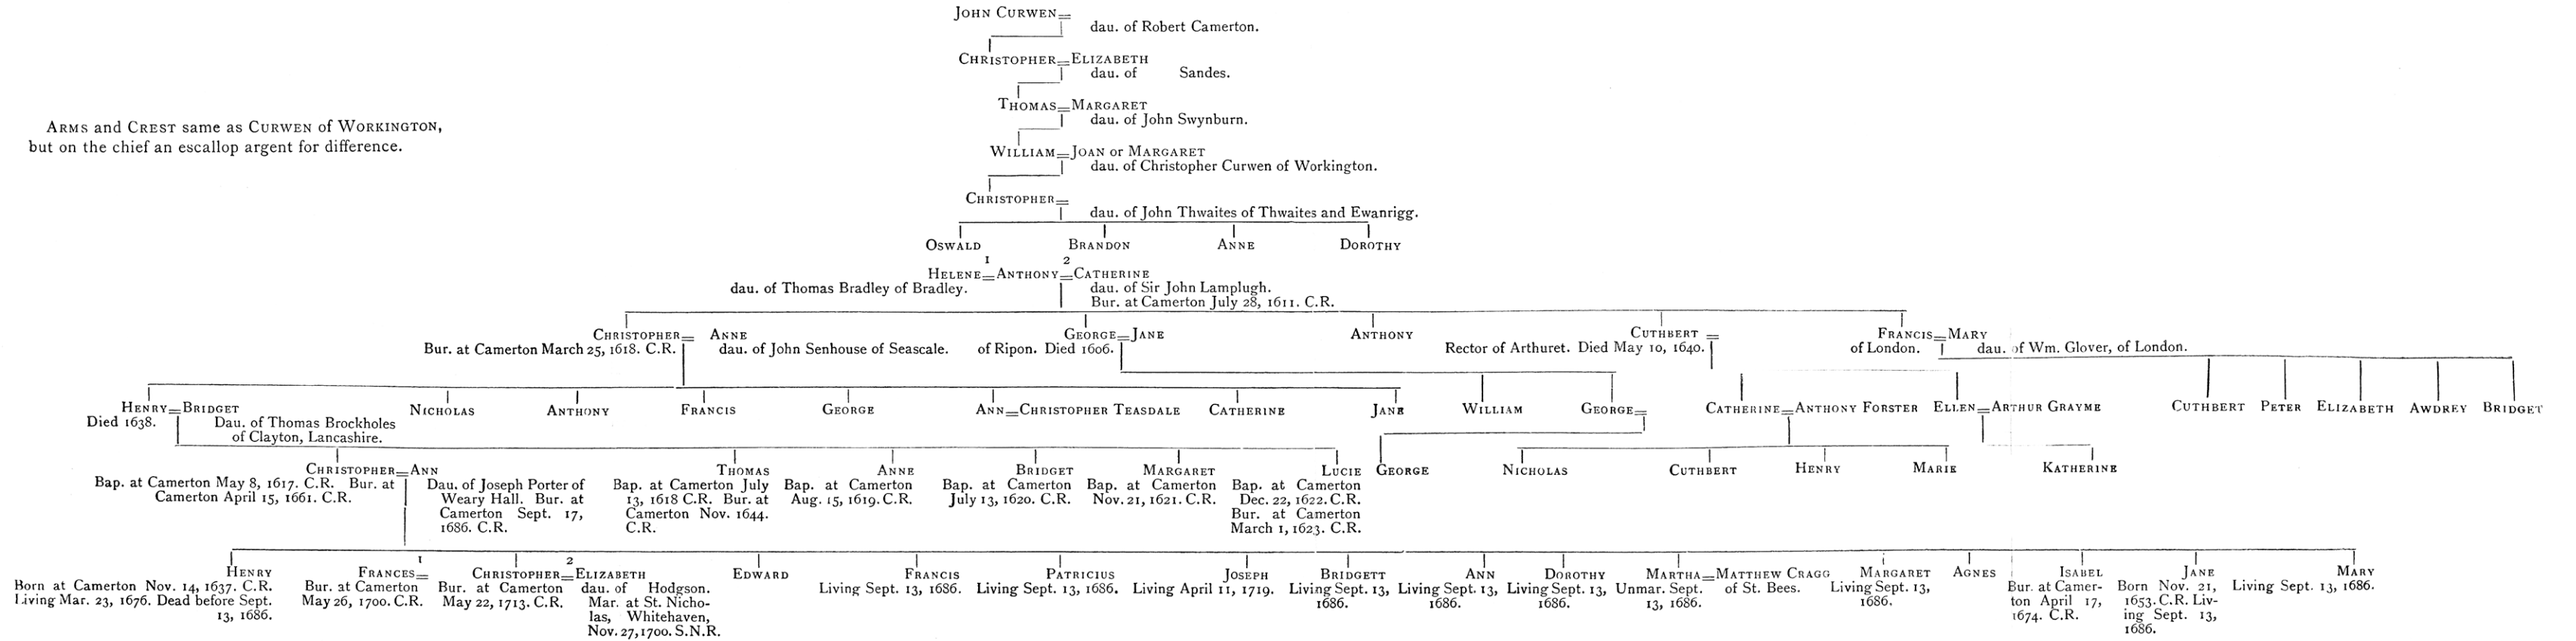 JOHN CURWEN=
dau. of Robert Camerton.
CHRISTOPHER=ELIZABETH
dau. of Sandes.
THOMAS=MARGARET
dau. of John Swynburn.
ARMS and CREST same as CURWEN of WORKINGTON,
but on the chief an escallop argent for difference.
WILLIAM=JOAN or MARGARET
dau. of Christopher Curwen of Workington.
CHRISTOPHER=
dau. of John Thwaites of Thwaites and Ewanrigg.
OSWALD BRANDON ANNE DOROTHY
1 2
HELENE=ANTHONY=CATHERINE
dau. of Thomas Bradley of Bradley. dau. of Sir John Lamplugh.
Bur. at Camerton July 28, 1611. C.R.
CHRISTOPHER= ANNE GEORGE=JANE ANTHONY CUTHBERT = FRANCIS=MARY
Bur. at Camerton March 25, 1618. C.R. dau. of John Senhouse of Seascale. of Ripon. Died 1606. Rector of Arthuret. Died May 10, 1640. of London. dau. of Wm. Glover, of London.
HENRY=BRIDGET NICHOLAS ANTHONY FRANCIS GEORGE ANN=CHRISTOPHER TEASDALE CATHERINE JANE WILLIAM GEORGE= CATHERINE=ANTHONY FORSTER ELLEN=ARTHUR GRAYME CUTHBERT PETER ELIZABETH AWDREY BRIDGET
Died 1638. Dau. of Thomas Brockholes
of Clayton, Lancashire.
CHRISTOPHER=ANN THOMAS ANNE BRIDGET MARGARET LUCIE GEORGE NICHOLAS CUTHBERT HENRY MARIE KATHERINE
Bap. at Camerton May 8, 1617. C.R. Bur. at Dau. of Joseph Porter of Bap. at Camerton July Bap. at Camerton Bap. at Camerton Bap. at Camerton Bap. at Camerton
Camerton April 15, 1661. C.R. Weary Hall. Bur. at 13, 1618 C.R. Bur. at Aug. 15, 1619. C.R. July 13, 1620. C.R. Nov. 21, 1621. C.R. Dec. 22, 1622. C.R.
Camerton Sept. 17, Camerton Nov. 1644. Bur. at Camerton
1686. C.R. C.R. March 1, 1623. C.R.
1 2
HENRY FRANCES= CHRISTOPHER=ELIZABETH EDWARD FRANCIS PATRICIUS JOSEPH BRIDGETT ANN DOROTHY MARTHA=MATTHEW CRAGG MARGARET AGNES ISABEL JANE MARY
Born at Camerton Nov. 14, 1637. C.R. Bur. at Camerton Bur. at Camerton dau. of Hodgson. Living Sept. 13, 1686. Living Sept. 13, 1686. Living April 11, 1719. Living Sept. 13, Living Sept. 13, Living Sept. 13, Unmar. Sept. of St. Bees. Living Sept. 13, Bur. at Camer- Born Nov. 21, Living Sept. 13, 1686.
Living Mar. 23, 1676. Dead before Sept. May 26, 1700. C.R. May 22, 1713. C.R. Mar. at St. Nicho- 1686. 1686. 1686. 13, 1686. 1686. ton April 17, 1653. C.R. Liv-
13, 1686. las, Whitehaven, 1674. C.R. ing Sept. 13,
Nov. 27, 1700. S.N.R. 1686.